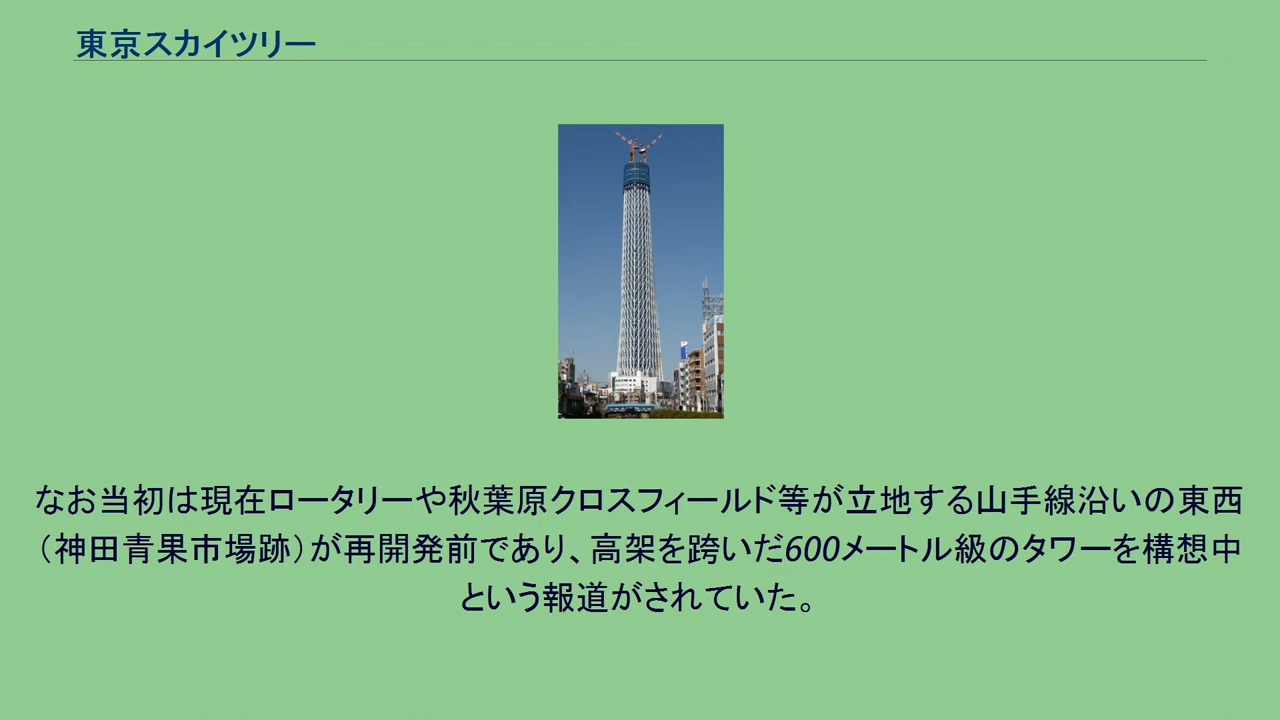 東京スカイツリー
なお当初は現在ロータリーや秋葉原クロスフィールド等が立地する山手線沿いの東西
（神田青果市場跡）が再開発前であり、高架を跨いだ600メートル級のタワーを構想中
という報道がされていた。